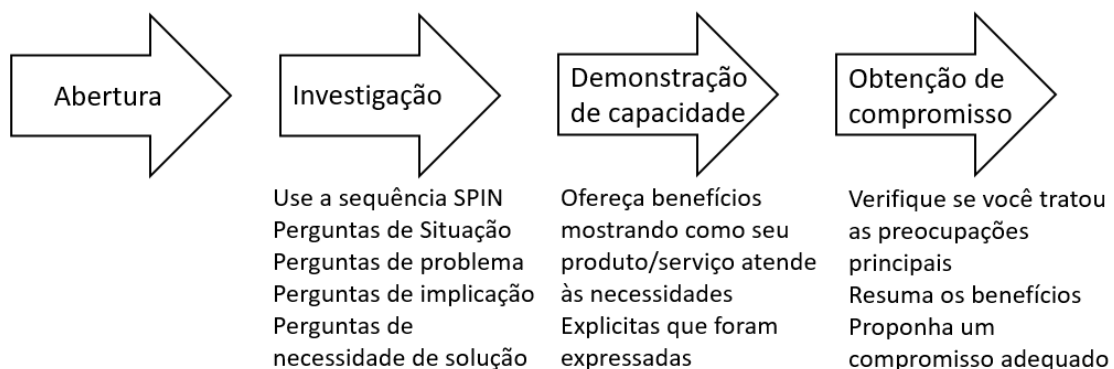 Abertura
Investigação
Demonstração
de capacidade
Obtenção de
compromisso
Use a sequência SPIN
Perguntas de Situação
Perguntas de problema
Perguntas de implicação
Perguntas de
necessidade de solução
Ofereça benefícios
mostrando como seu
produto/serviço atende
às necessidades
Explicitas que foram
expressadas
Verifique se você tratou
as preocupações
principais
Resuma os benefícios
Proponha um
compromisso adequado